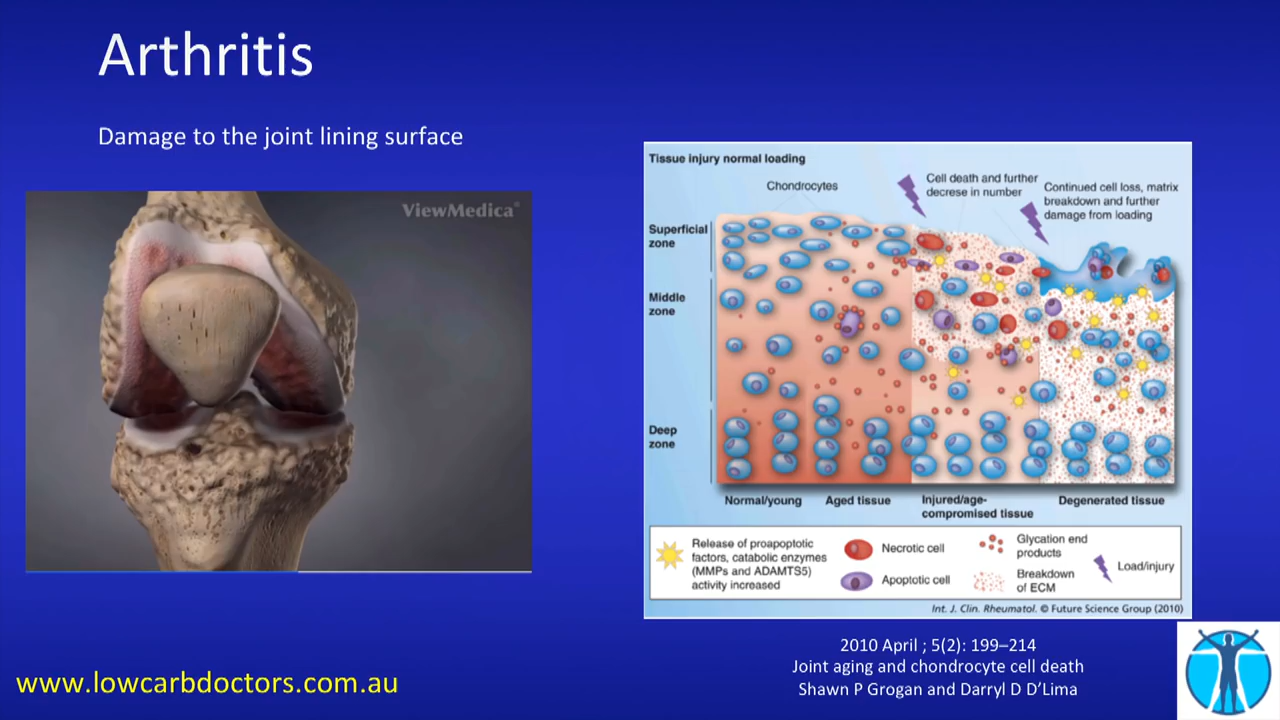 Arthritis
Damage to the joint lining surface
ViewMedica®
Tissue injury normal loading
Chondrocytes
Cell death and further
decrese in number
Continued cell loss, matrix
breakdown and further
damage from loading
Superficial
zone
Middle
zone
Deep
zone
Normal/young
Aged tissue
Injured/age-
compromised tissue
Degenerated tissue
Release of proapoptotic
factors, catabolic enzymes
(MMPs and ADAMTS5)
activity increased
Necrotic cell
Apoptotic cell
Glycation end
products
Breakdown
of ECM
Load/injury
Int. J. Clin. Rheumatol. © Future Science Group (2010)
2010 April ; 5(2): 199–214
Joint aging and chondrocyte cell death
Shawn P Grogan and Darryl D D’Lima
www.lowcarbdoctors.com.au